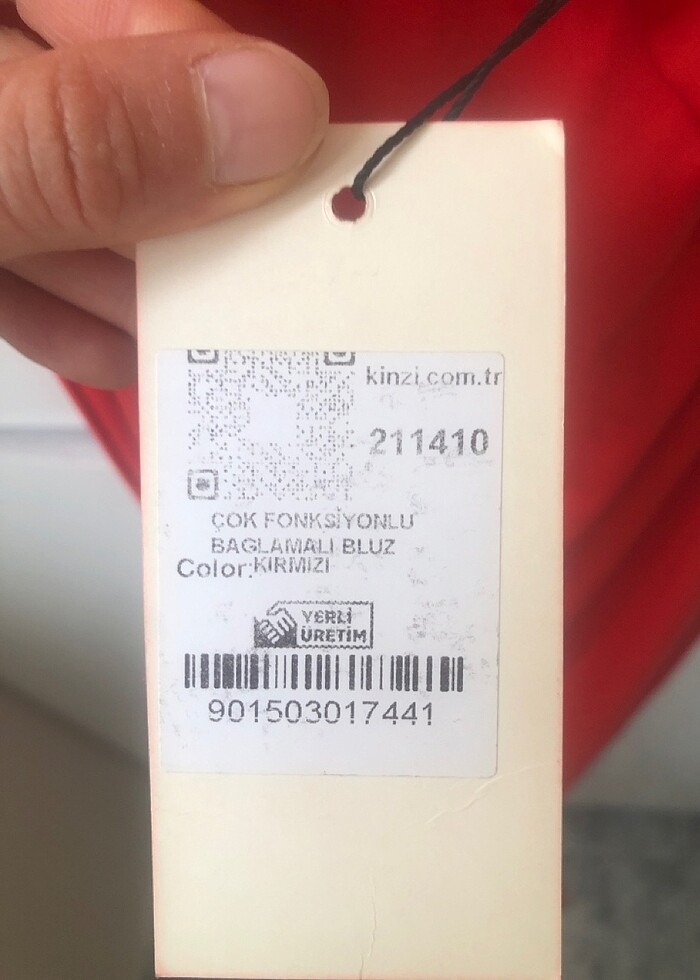 kinzi.com.tr
211410
ÇOK FONKSİYONLU
BAGLAMALI BLUZ
Color:KIRMIZI
YERLİ
ÜRETİM
901503017441